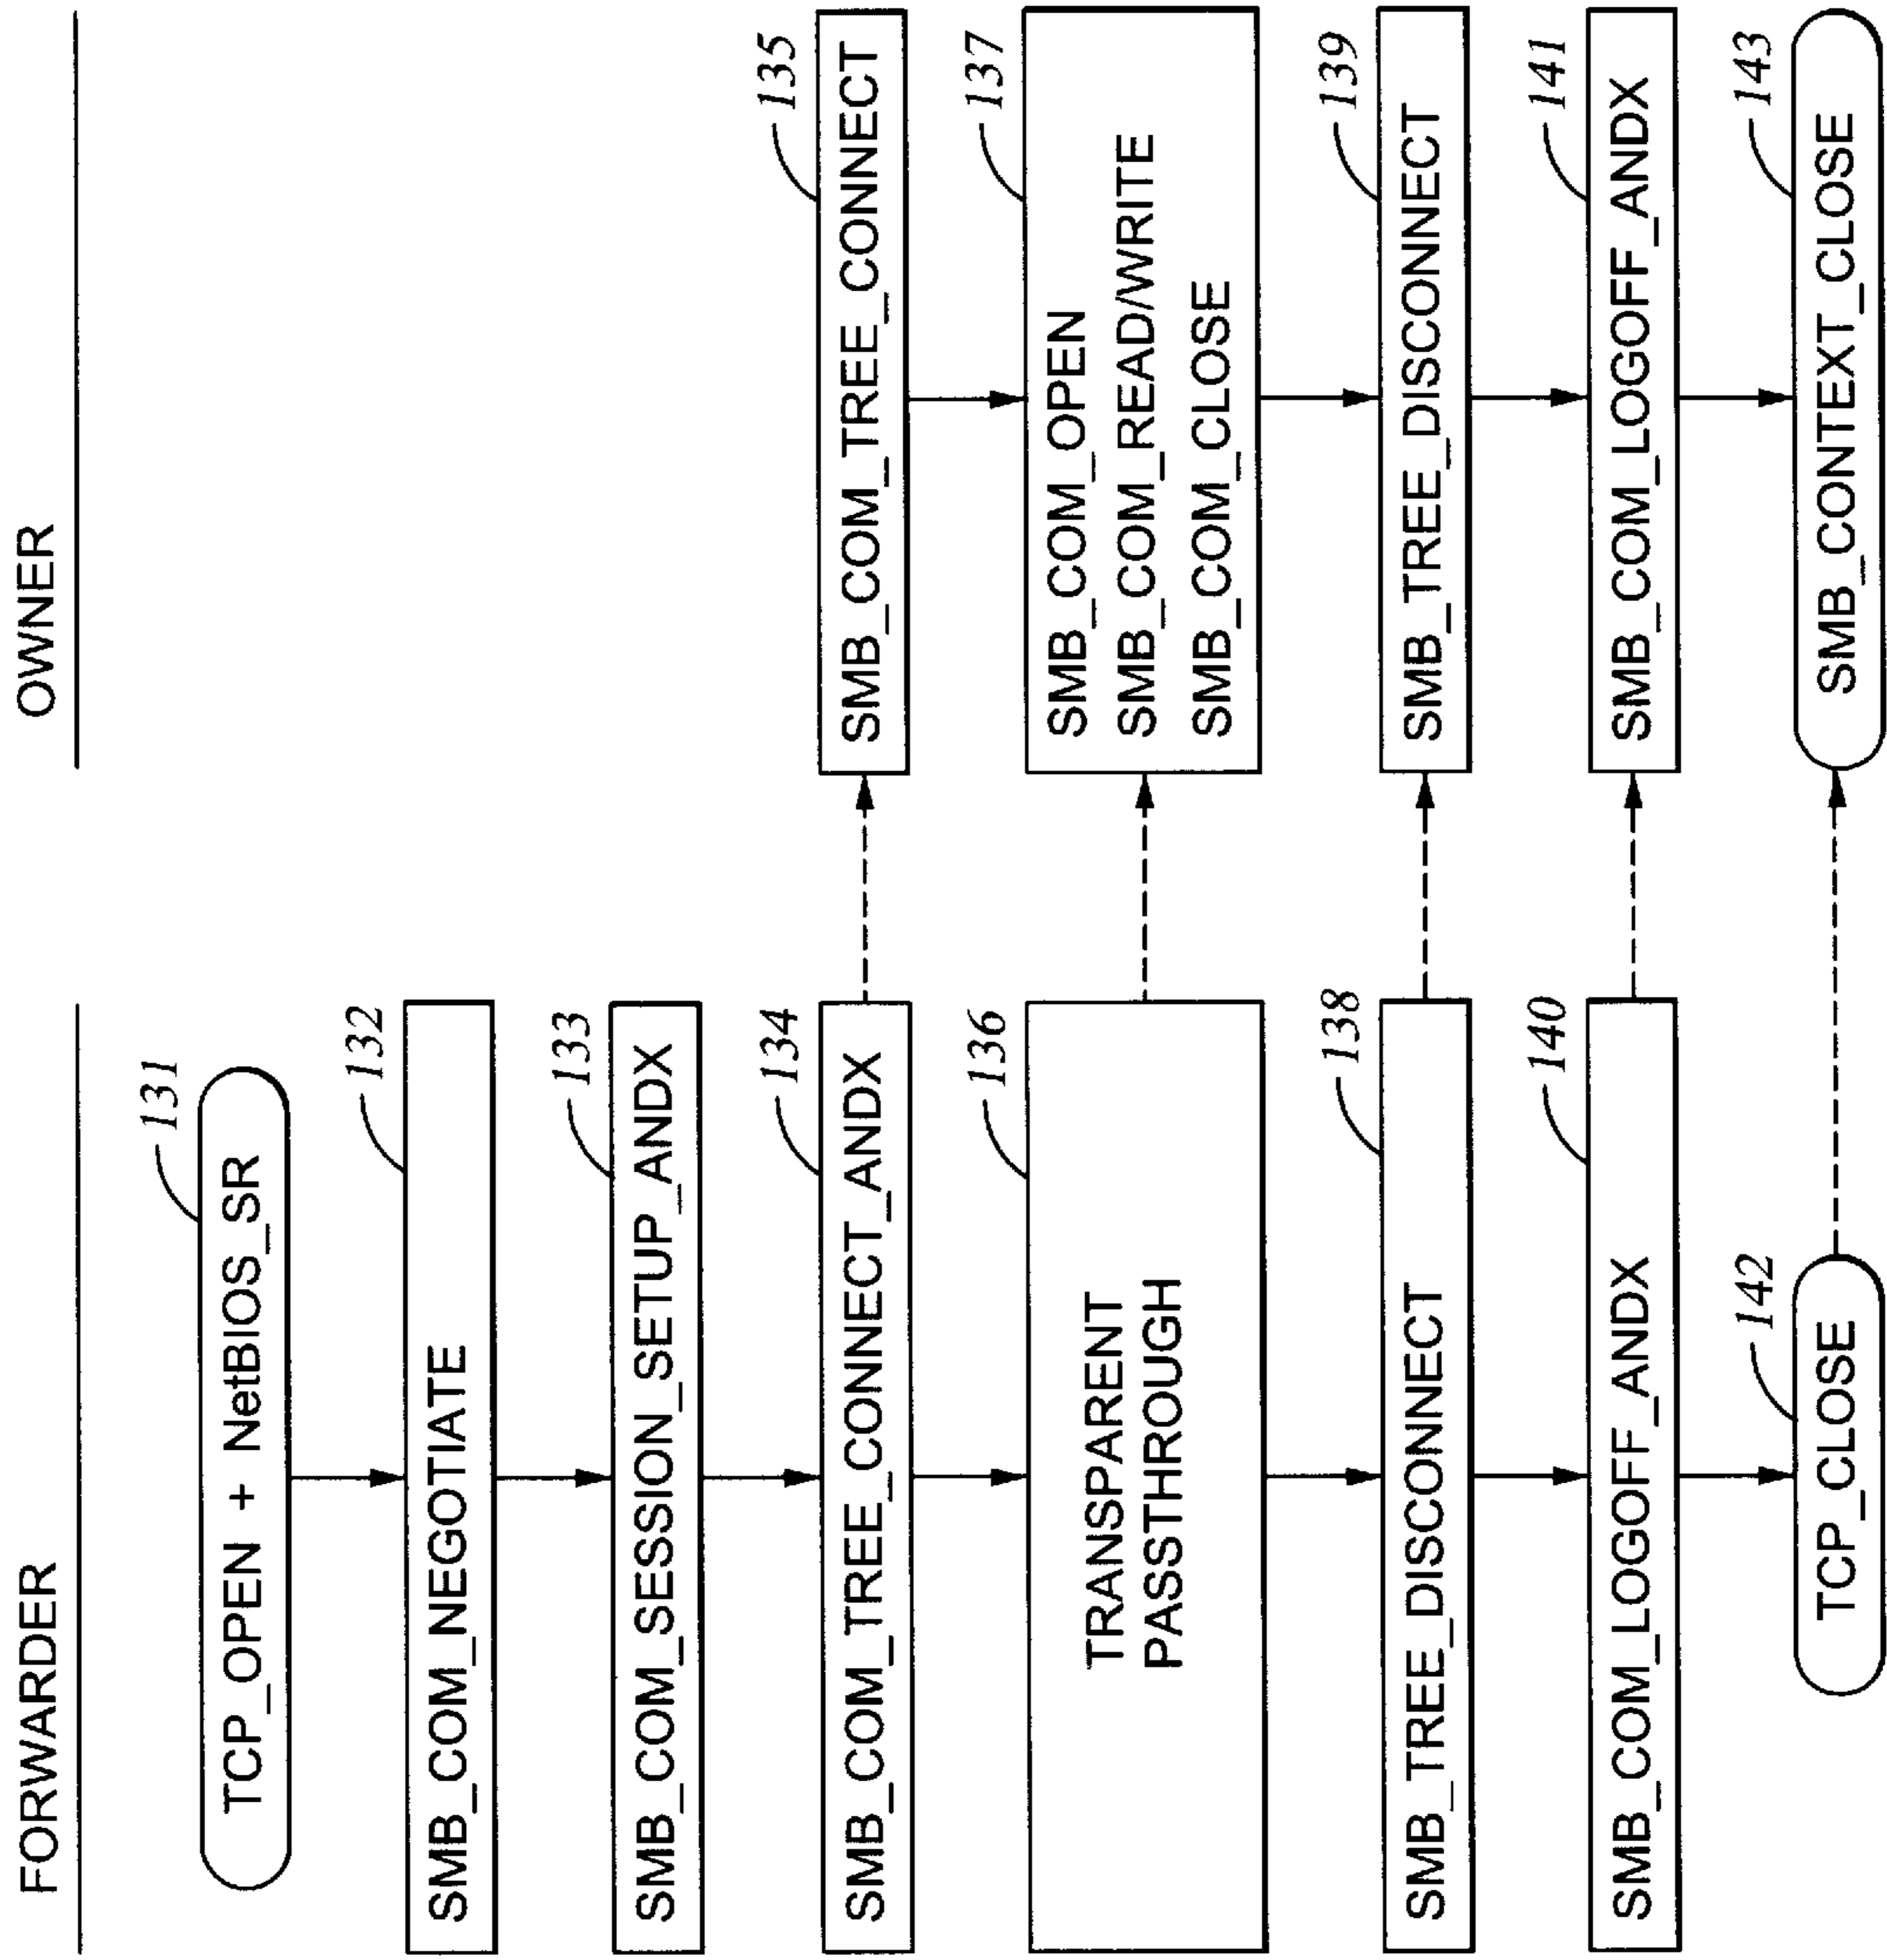 FORWARDER
OWNER
131
TCP_OPEN + NetBIOS_SR
132
SMB_COM_NEGOTIATE
133
SMB_COM_SESSION_SETUP_ANDX
134
SMB_COM_TREE_CONNECT_ANDX
135
SMB_COM_TREE_CONNECT
136
TRANSPARENT
PASSTHROUGH
137
SMB_COM_OPEN
SMB_COM_READ/WRITE
SMB_COM_CLOSE
138
SMB_TREE_DISCONNECT
139
SMB_TREE_DISCONNECT
140
SMB_COM_LOGOFF_ANDX
141
SMB_COM_LOGOFF_ANDX
142
TCP_CLOSE
143
SMB_CONTEXT_CLOSE